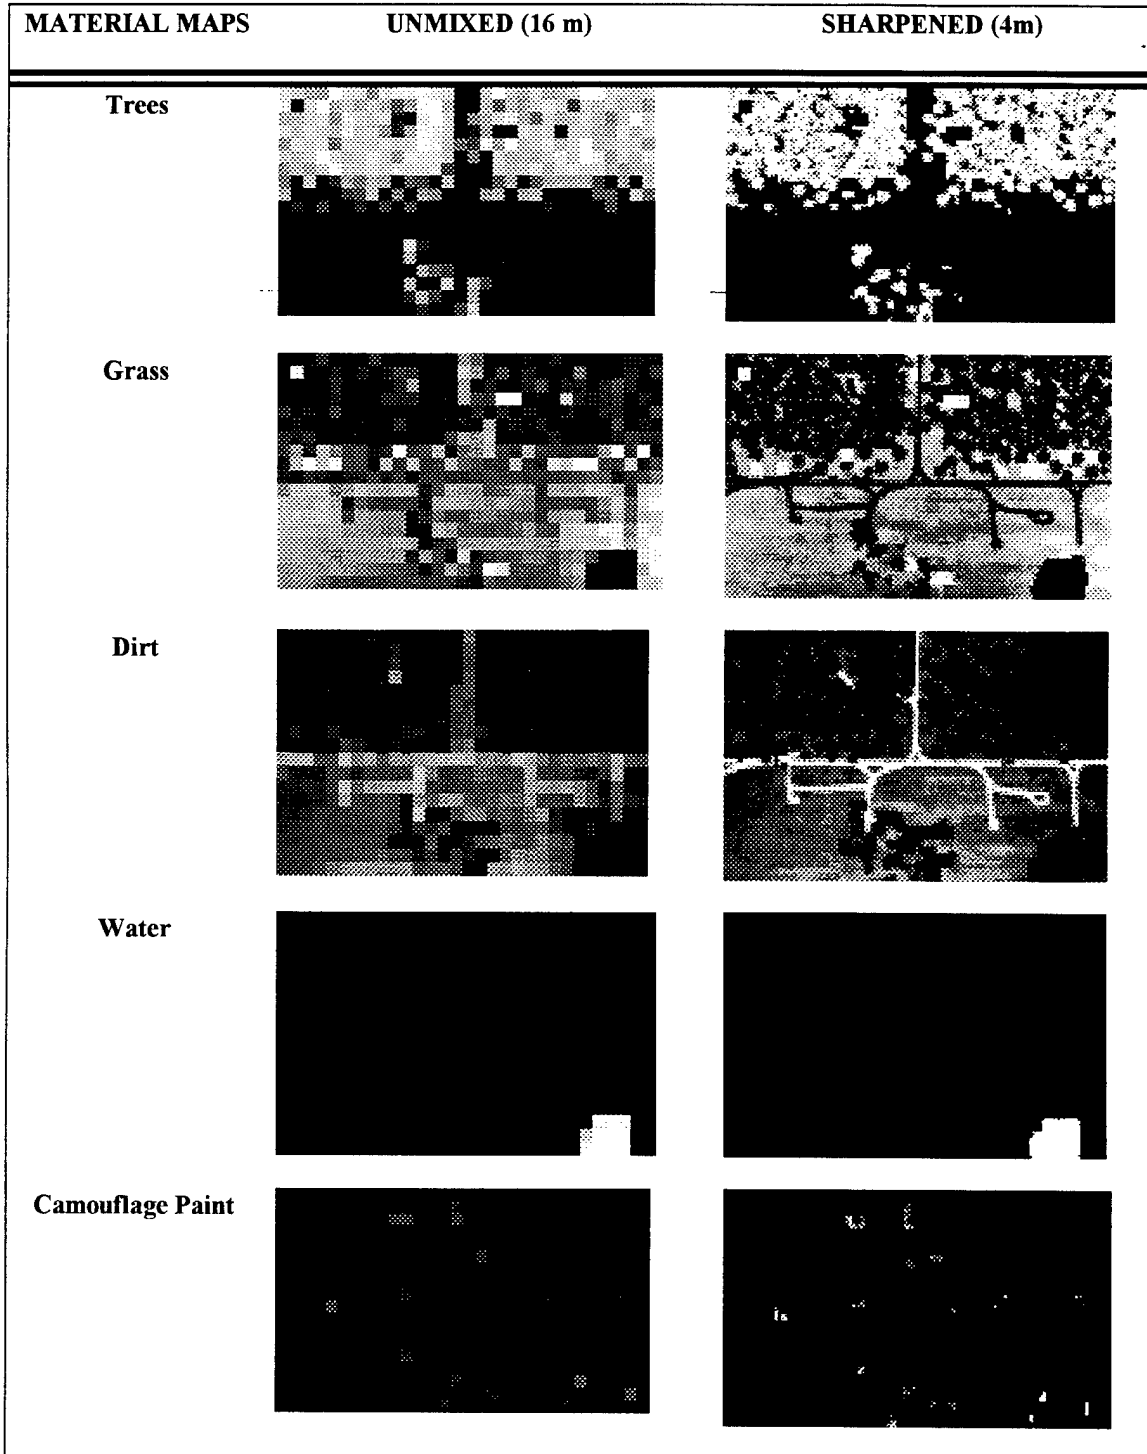 MATERIAL MAPS UNMIXED (16 m) SHARPENED (4m)
Trees
Grass
Dirt
Water
Camouflage Paint